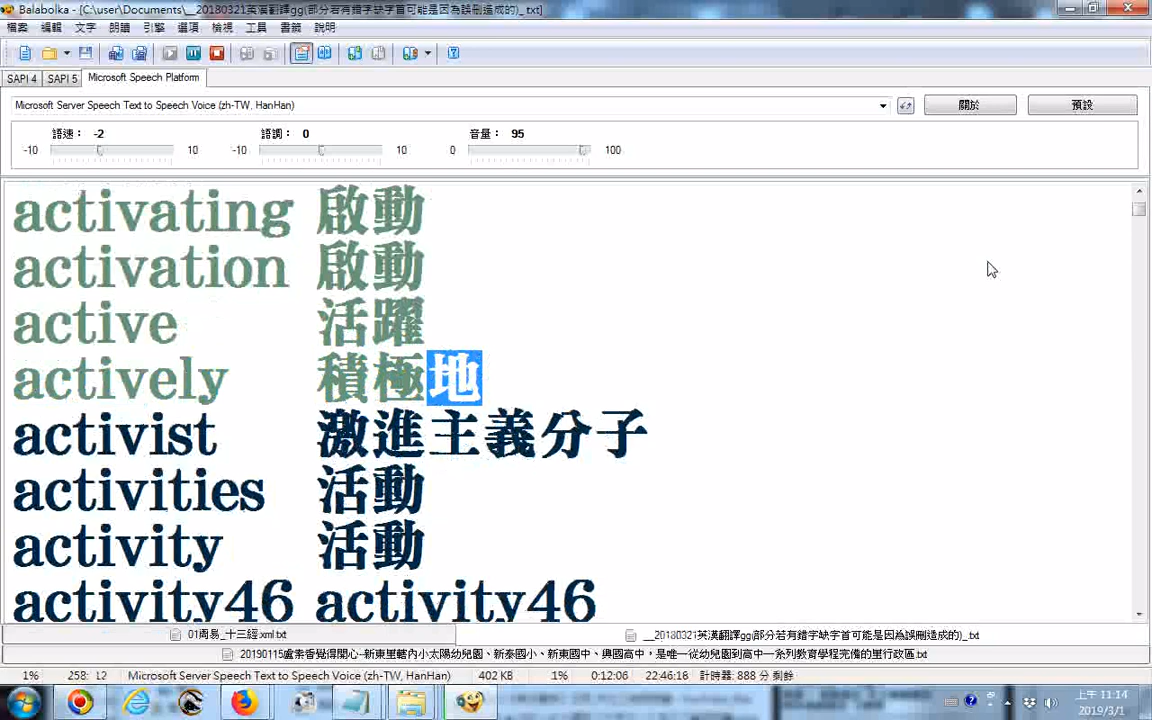 Balabolka - [C:\user\Documents\__20180321英漢翻譯gg(部分若有錯字缺字首可能是因為誤刪造成的)_.txt]
檔案 編輯 文字 朗讀 引擎 選項 檢視 工具 書籤 說明
SAPI 4 SAPI 5 Microsoft Speech Platform
Microsoft Server Speech Text to Speech Voice (zh-TW, HanHan) 關於 預設
語速： -2 語調： 0 音量： 95
-10 10 -10 10 0 100
activating 啟動
activation 啟動
active 活躍
actively 積極地
activist 激進主義分子
activities 活動
activity 活動
activity46 activity46
01周易_十三經.xml.txt __20180321英漢翻譯gg(部分若有錯字缺字首可能是因為誤刪造成的)_.txt
20190115盧素香覺得開心--新東里轄內小太陽幼兒園、新泰國小、新東國中、興國高中，是唯一從幼兒園到高中一系列教育學程完備的里行政區.txt
1% 258: 12 Microsoft Server Speech Text to Speech Voice (zh-TW, HanHan) 402 KB 1% 0:12:06 22:46:16 計時器: 888 分 剩餘
上午 11:14
2019/3/1